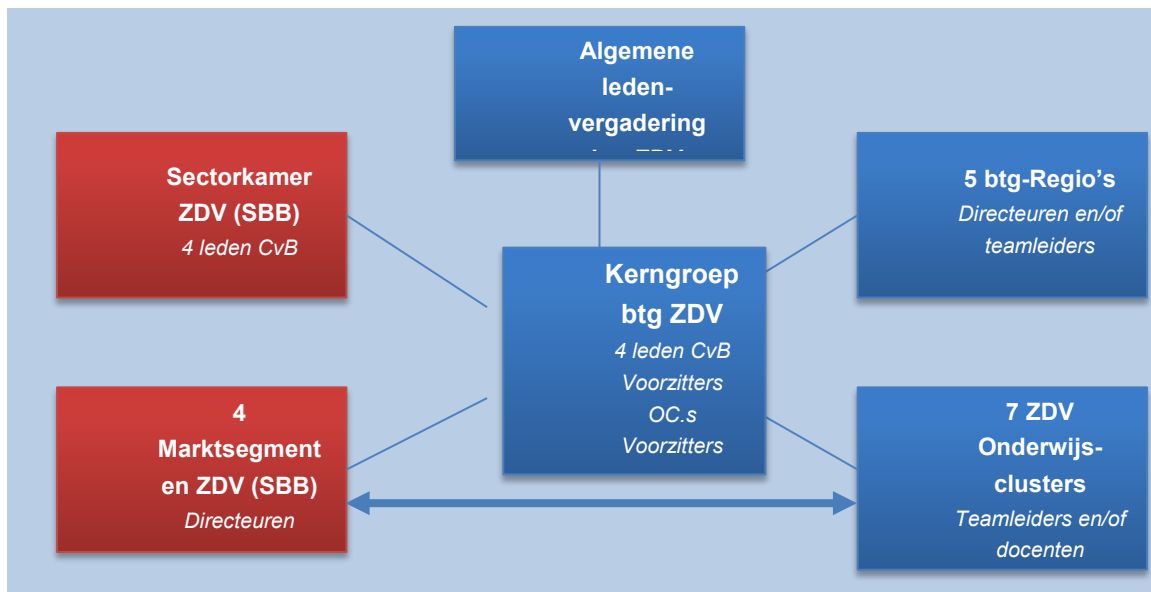 Algemene
leden-
vergadering
Sectorkamer
ZDV (SBB)
4 leden CvB
5 btg-Regio's
Directeuren en/of
teamleiders
Kerngroep
btg ZDV
4 leden CvB
Voorzitters
OC.s
Voorzitters
4
Marktsegment
en ZDV (SBB)
Directeuren
7 ZDV
Onderwijs-
clusters
Teamleiders en/of
docenten